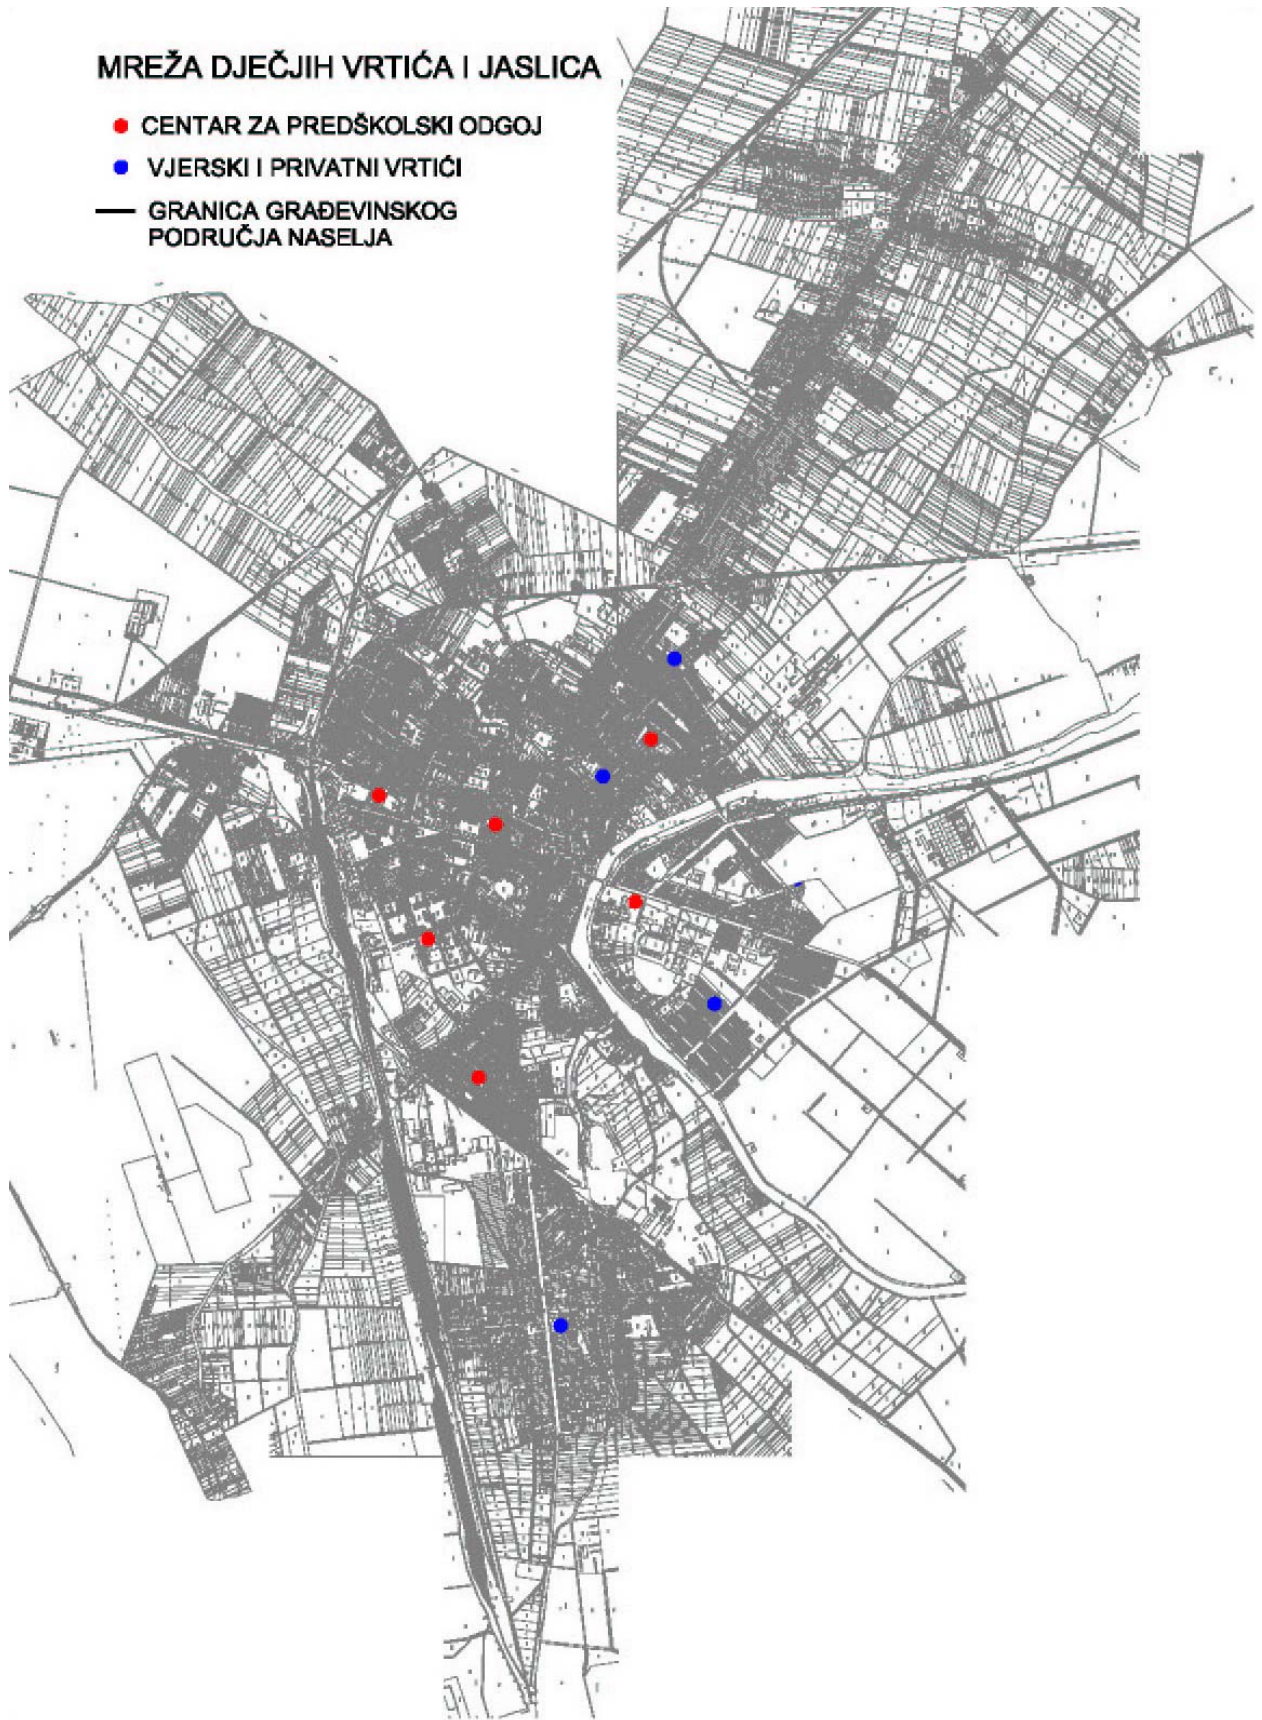 MREŽA DJEČJIH VRTIĆA I JASLICA
CENTAR ZA PREDŠKOLSKI ODGOJ
VJERSKI I PRIVATNI VRTIĆI
GRANICA GRAĐEVINSKOG
PODRUČJA NASELJA